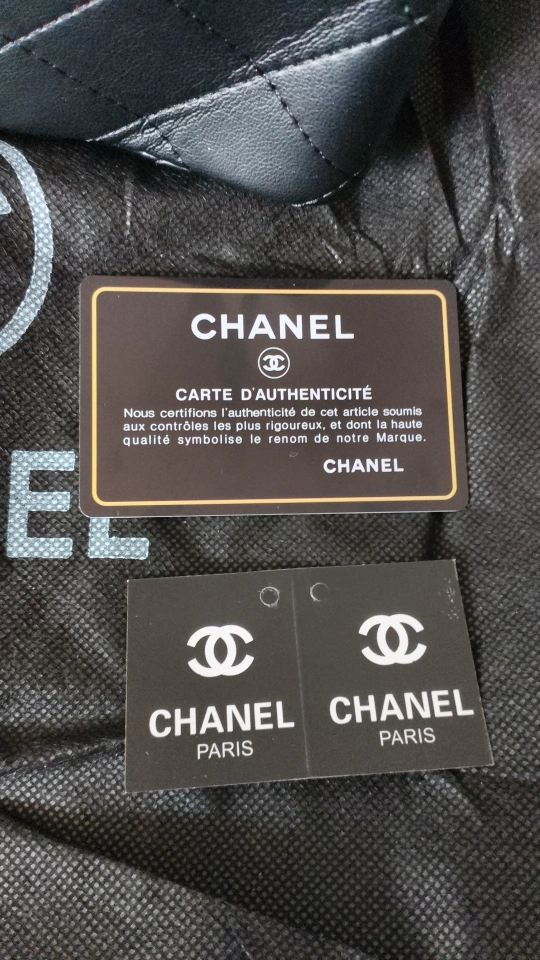 CHANEL
CARTE D'AUTHENTICITÉ
Nous certifions l'authenticité de cet article soumis
aux contrôles les plus rigoureux, et dont la haute
qualité symbolise le renom de notre Marque.
CHANEL
EL
CHANEL
PARIS
CHANEL
PARIS